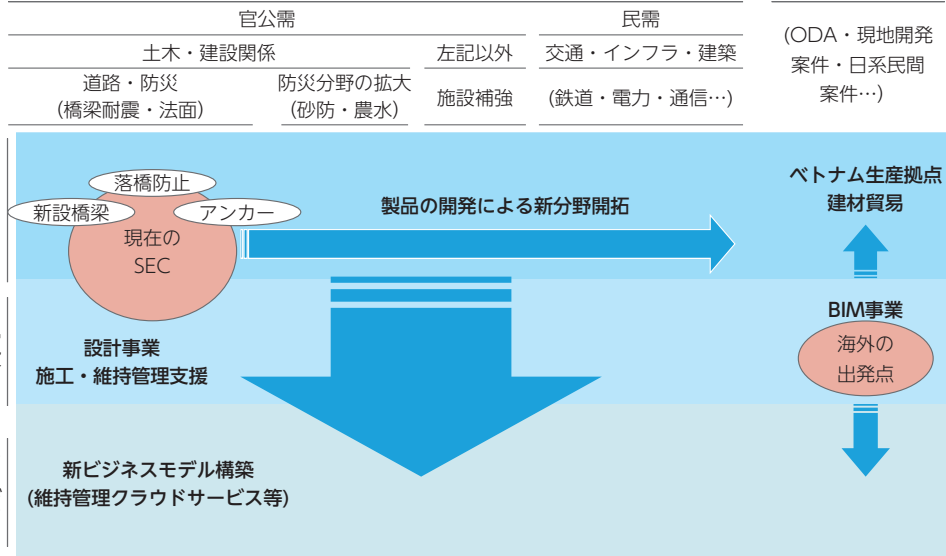 官公需
民需
(ODA・現地開発
案件・日系民間
案件…)
土木・建設関係
左記以外
交通・インフラ・建築
道路・防災
(橋梁耐震・法面)
防災分野の拡大
(砂防・農水)
施設補強
(鉄道・電力・通信…)
落橋防止
新設橋梁
アンカー
現在の
SEC
製品の開発による新分野開拓
ベトナム生産拠点
建材貿易
設計事業
施工・維持管理支援
BIM事業
海外の
出発点
新ビジネスモデル構築
(維持管理クラウドサービス等)